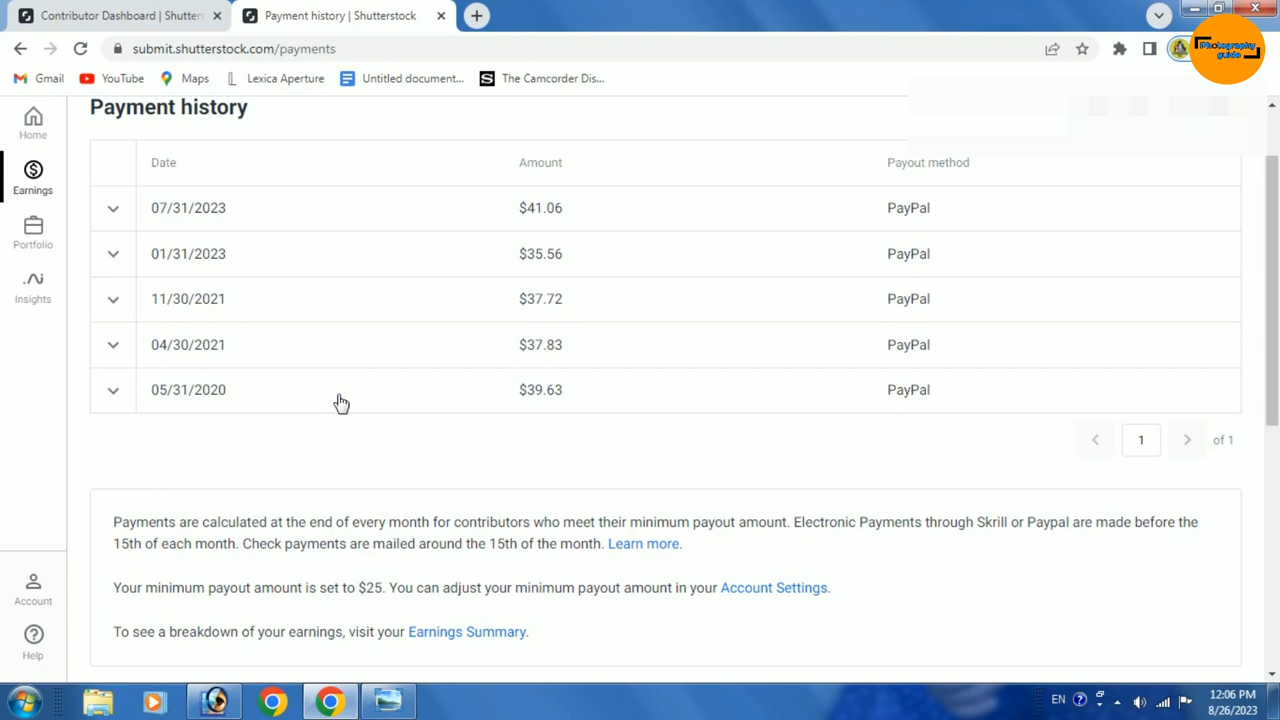 Contributor Dashboard | Shutters
Payment history | Shutterstock
submit.shutterstock.com/payments
Photography
guide
Gmail
YouTube
Maps
Lexica Aperture
Untitled document...
The Camcorder Dis...
Payment history
Home
Earnings
Portfolio
Insights
Account
Help
Date Amount Payout method
07/31/2023 $41.06 PayPal
01/31/2023 $35.56 PayPal
11/30/2021 $37.72 PayPal
04/30/2021 $37.83 PayPal
05/31/2020 $39.63 PayPal
1 of 1
Payments are calculated at the end of every month for contributors who meet their minimum payout amount. Electronic Payments through Skrill or Paypal are made before the
15th of each month. Check payments are mailed around the 15th of the month. Learn more.
Your minimum payout amount is set to $25. You can adjust your minimum payout amount in your Account Settings.
To see a breakdown of your earnings, visit your Earnings Summary.
EN
12:06 PM
8/26/2023